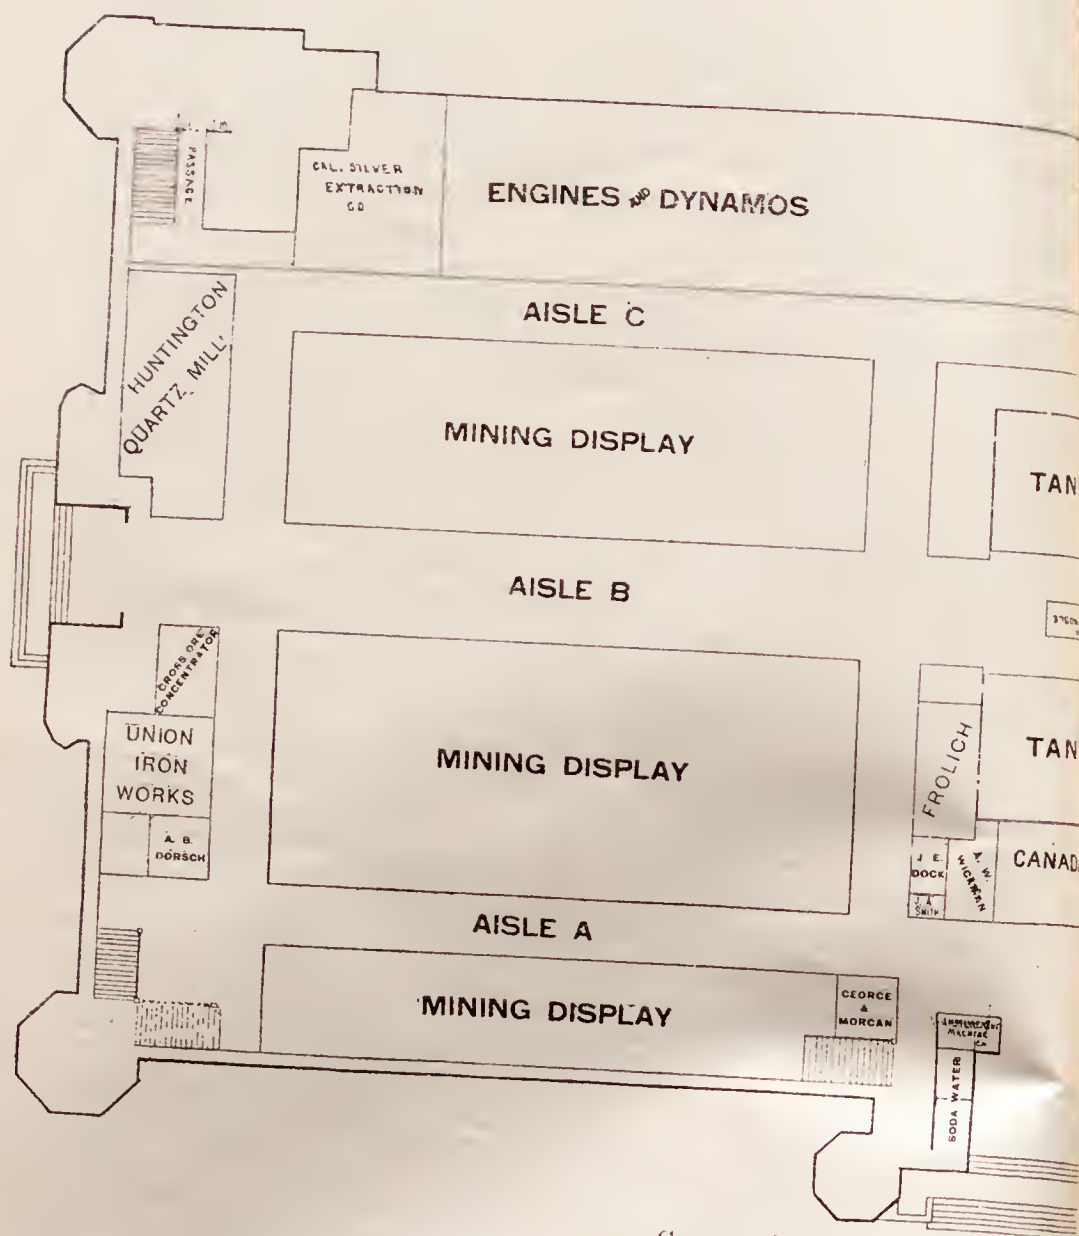 PASSAGE
CAL. SILVER
EXTRACTION
CO
ENGINES AND DYNAMOS
AISLE C
HUNTINGTON
QUARTZ MILL
MINING DISPLAY
TAN
AISLE B
CROSS ORE
CONCENTRATOR
UNION
IRON
WORKS
MINING DISPLAY
FROLICH
TAN
A. B.
DORSCH
J. E.
DOCK
A. W.
J. A.
SMITH
CANAD
AISLE A
MINING DISPLAY
GEORGE
&
MORGAN
MACHINE
SODA WATER